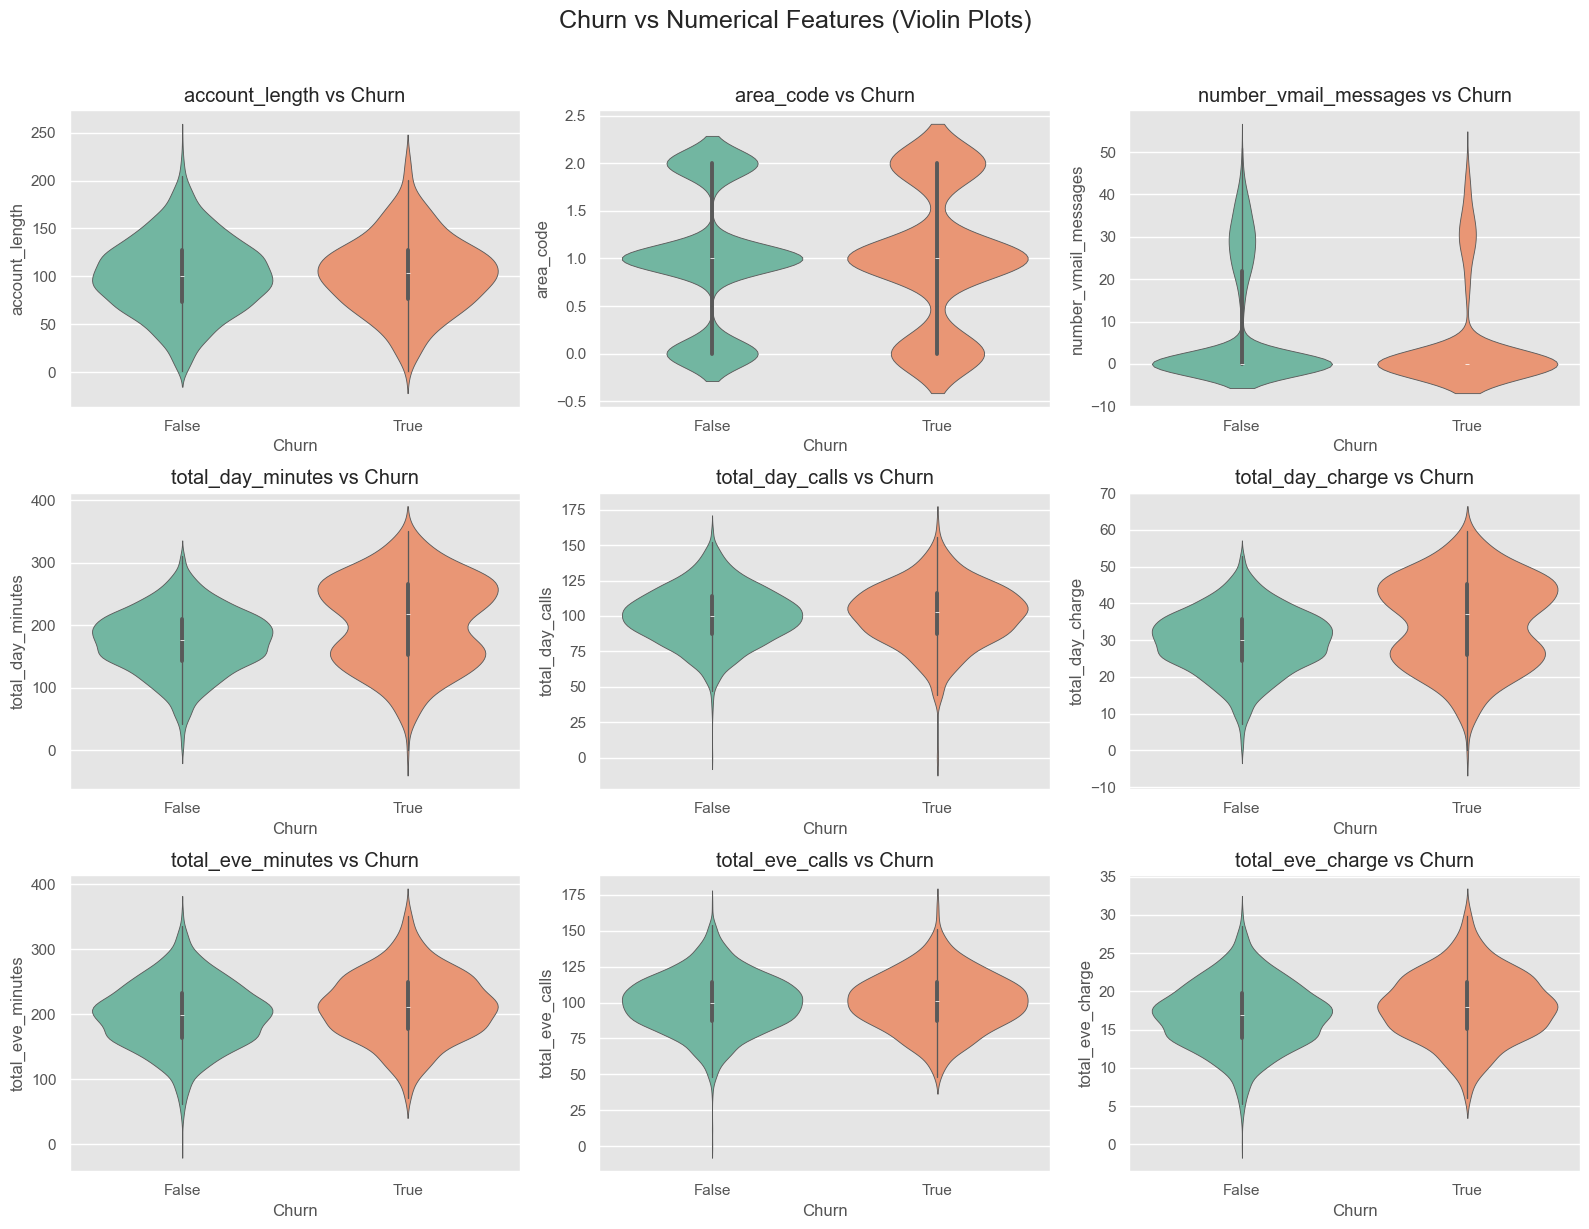 Churn vs Numerical Features (Violin Plots)
account_length vs Churn
250
200
150
100
50
0
account_length
False
True
Churn
area_code vs Churn
2.5
2.0
1.5
1.0
0.5
0.0
−0.5
area_code
False
True
Churn
number_vmail_messages vs Churn
50
40
30
20
10
0
−10
number_vmail_messages
False
True
Churn
total_day_minutes vs Churn
400
300
200
100
0
total_day_minutes
False
True
Churn
total_day_calls vs Churn
175
150
125
100
75
50
25
0
total_day_calls
False
True
Churn
total_day_charge vs Churn
70
60
50
40
30
20
10
0
−10
total_day_charge
False
True
Churn
total_eve_minutes vs Churn
400
300
200
100
0
total_eve_minutes
False
True
Churn
total_eve_calls vs Churn
175
150
125
100
75
50
25
0
total_eve_calls
False
True
Churn
total_eve_charge vs Churn
35
30
25
20
15
10
5
0
total_eve_charge
False
True
Churn